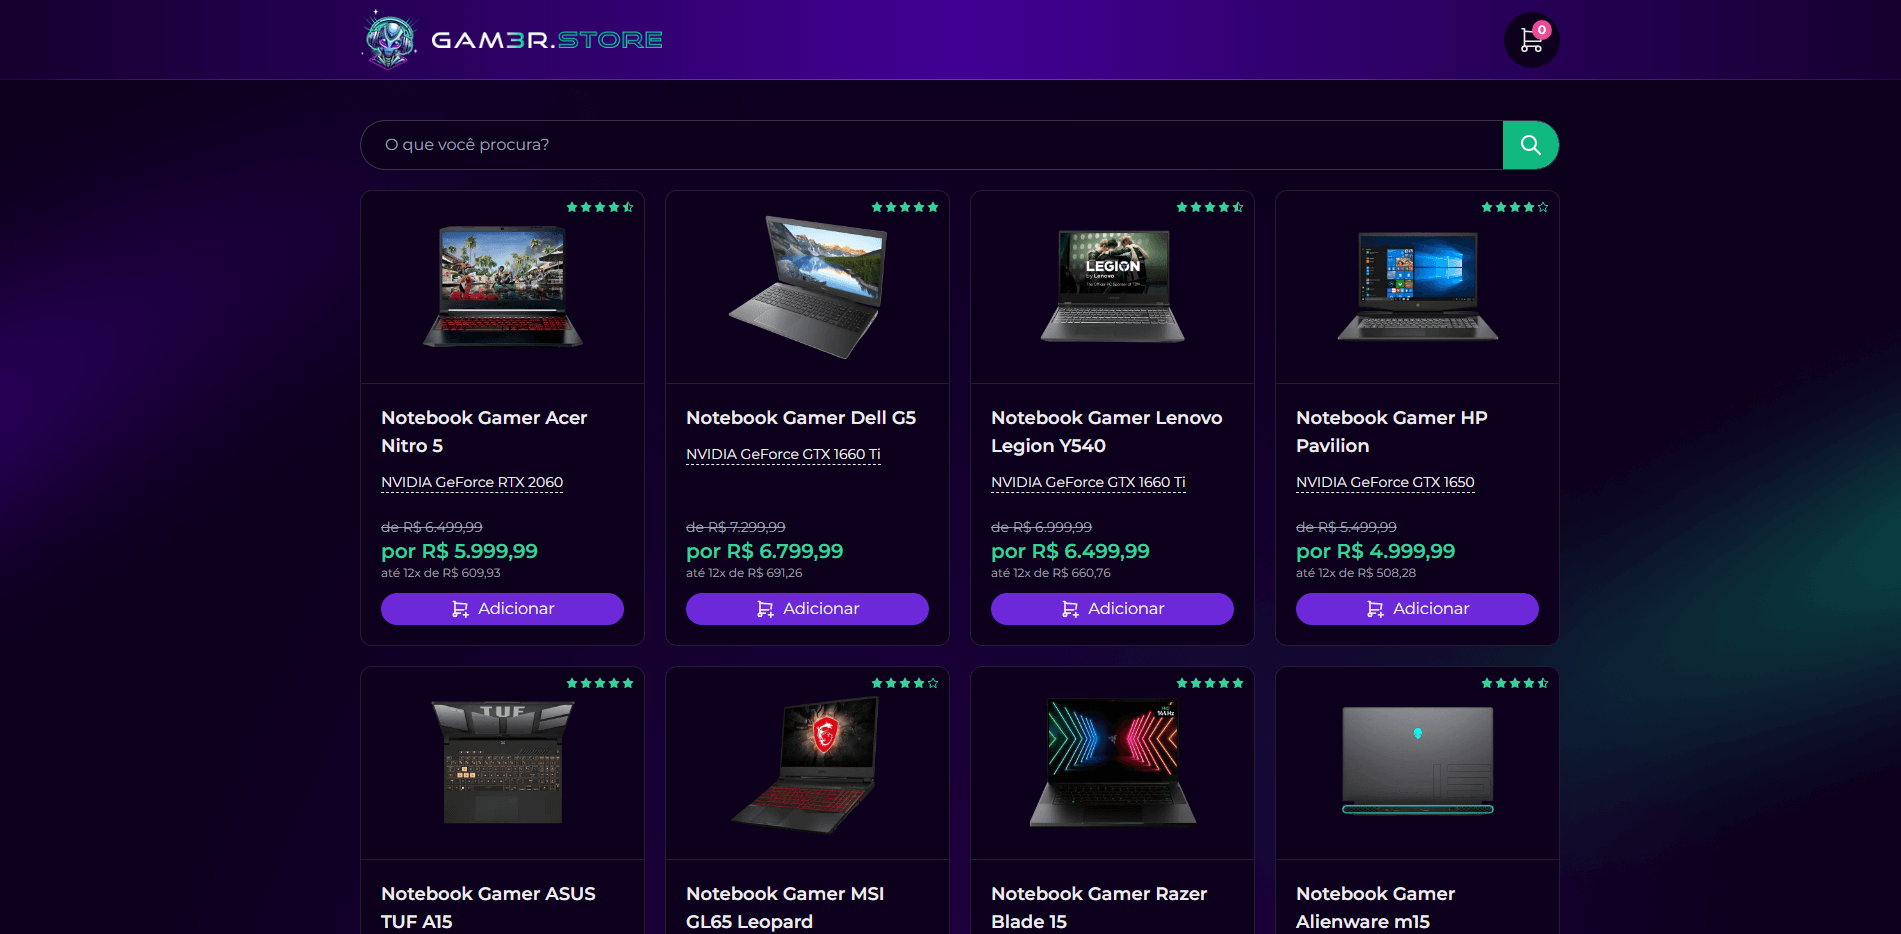 GAM3R.STORE
0
O que você procura?
LEGION
by Lenovo
Notebook Gamer Acer
Nitro 5
NVIDIA GeForce RTX 2060
de R$ 6.499,99
por R$ 5.999,99
até 12x de R$ 609,93
Adicionar
Notebook Gamer Dell G5
NVIDIA GeForce GTX 1660 Ti
de R$ 7.299,99
por R$ 6.799,99
até 12x de R$ 691,26
Adicionar
Notebook Gamer Lenovo
Legion Y540
NVIDIA GeForce GTX 1660 Ti
de R$ 6.999,99
por R$ 6.499,99
até 12x de R$ 660,76
Adicionar
Notebook Gamer HP
Pavilion
NVIDIA GeForce GTX 1650
de R$ 5.499,99
por R$ 4.999,99
até 12x de R$ 508,28
Adicionar
TUF
144Hz
Notebook Gamer ASUS
TUF A15
Notebook Gamer MSI
GL65 Leopard
Notebook Gamer Razer
Blade 15
Notebook Gamer
Alienware m15